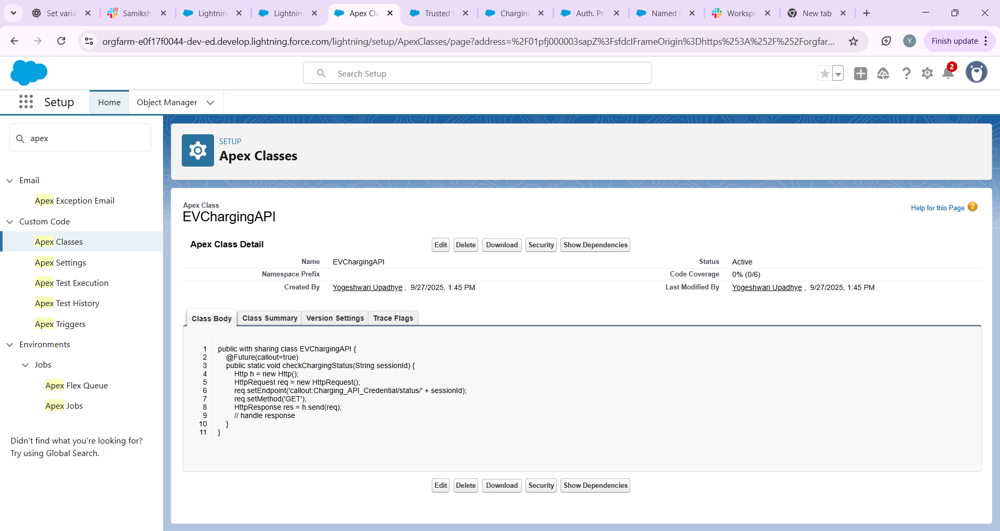 Set varia
Samiksh
Lightnin
Lightnin
Apex Cla
Trusted
Charging
Auth. Pr
Named
Workspa
New tab
orgfarm-e0f17f0044-dev-ed.develop.lightning.force.com/lightning/setup/ApexClasses/page?address=%2F01pfj000003sapZ%3FsfdcIFrameOrigin%3Dhttps%253A%252F%252Forgfar...
Y
Finish update
Search Setup
2
Setup
Home
Object Manager
apex
Email
Apex Exception Email
Custom Code
Apex Classes
Apex Settings
Apex Test Execution
Apex Test History
Apex Triggers
Environments
Jobs
Apex Flex Queue
Apex Jobs
Didn't find what you're looking for?
Try using Global Search.
SETUP
Apex Classes
Apex Class
EVChargingAPI
Help for this Page ?
Apex Class Detail
Edit Delete Download Security Show Dependencies
Name EVChargingAPI Status Active
Namespace Prefix Code Coverage 0% (0/6)
Created By Yogeshwari Upadhye , 9/27/2025, 1:45 PM Last Modified By Yogeshwari Upadhye , 9/27/2025, 1:45 PM
Class Body Class Summary Version Settings Trace Flags
1 public with sharing class EVChargingAPI {
2 @Future(callout=true)
3 public static void checkChargingStatus(String sessionId) {
4 Http h = new Http();
5 HttpRequest req = new HttpRequest();
6 req.setEndpoint('callout:Charging_API_Credential/status/' + sessionId);
7 req.setMethod('GET');
8 HttpResponse res = h.send(req);
9 // handle response
10 }
11 }
Edit Delete Download Security Show Dependencies